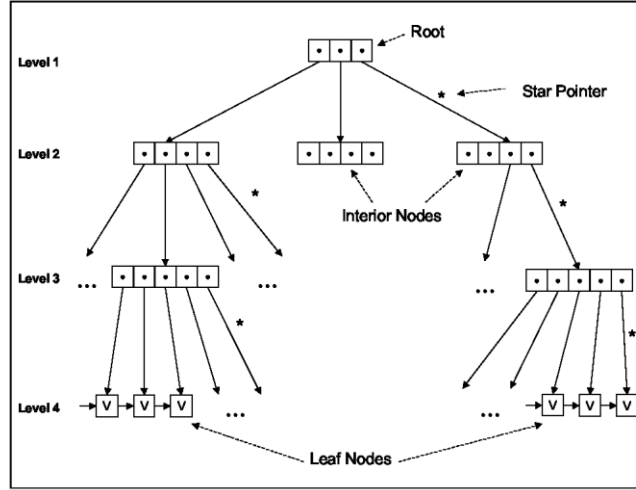 Root
Level 1
* Star Pointer
Level 2
*
*
Interior Nodes
Level 3
... ... ...
* *
Level 4
V V V ... ... V V V
Leaf Nodes